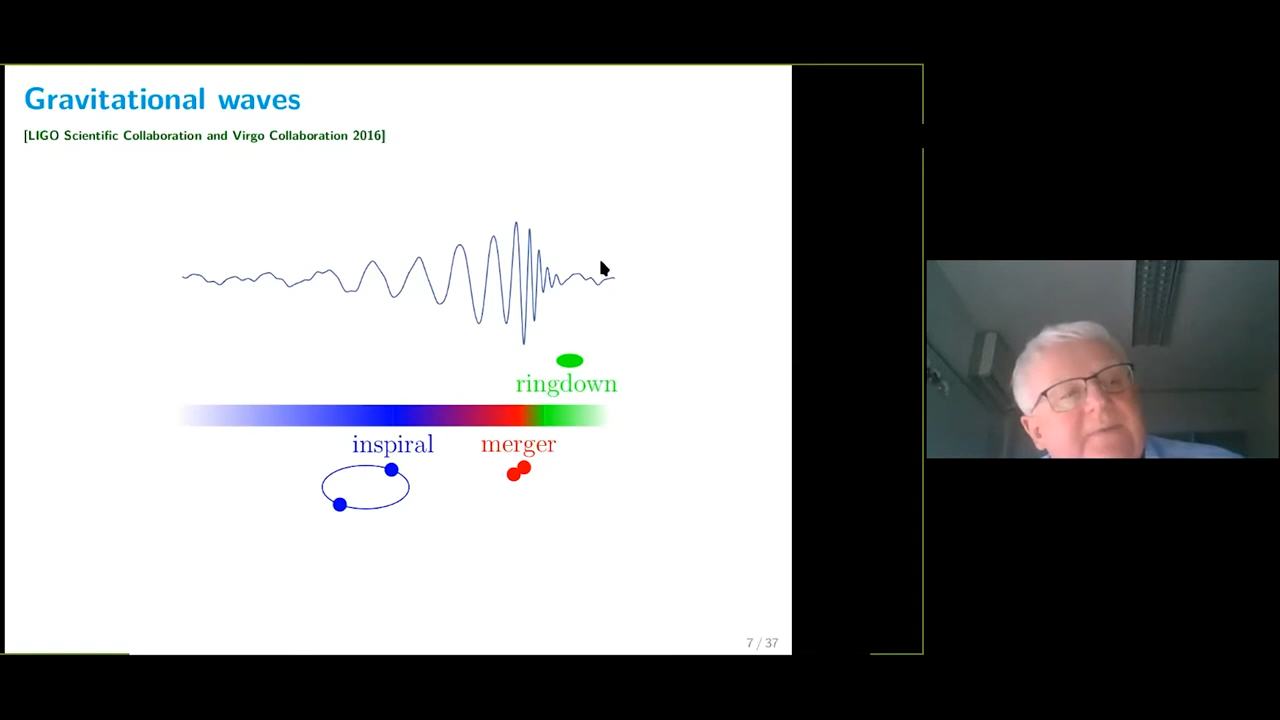 Gravitational waves
[LIGO Scientific Collaboration and Virgo Collaboration 2016]
ringdown
inspiral
merger
7 / 37